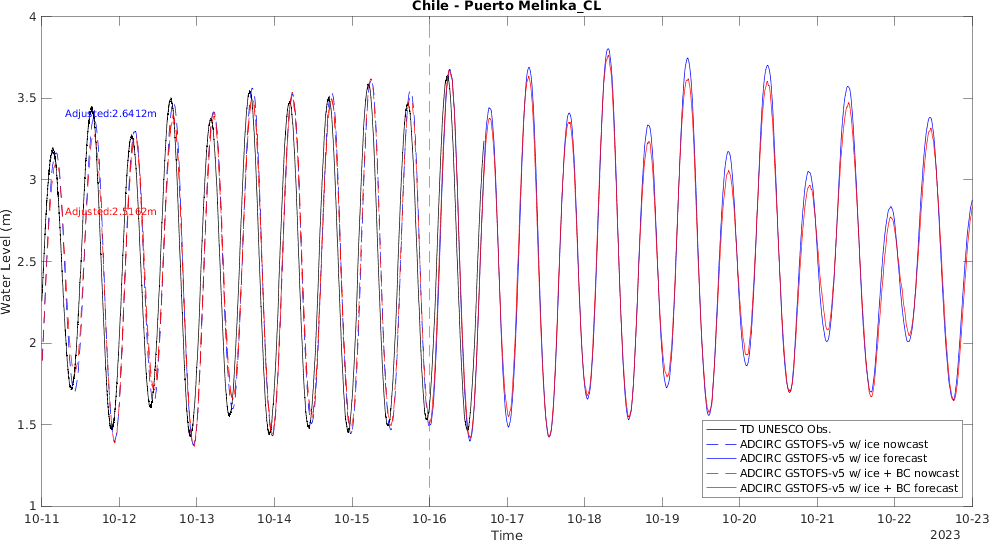 Chile - Puerto Melinka_CL
Water Level (m)
4
3.5
3
2.5
2
1.5
1
Adjusted:2.6412m
Adjusted:2.5162m
TD UNESCO Obs.
ADCIRC GSTOFS-v5 w/ ice nowcast
ADCIRC GSTOFS-v5 w/ ice forecast
ADCIRC GSTOFS-v5 w/ ice + BC nowcast
ADCIRC GSTOFS-v5 w/ ice + BC forecast
10-11 10-12 10-13 10-14 10-15 10-16 10-17 10-18 10-19 10-20 10-21 10-22 10-23
Time
2023